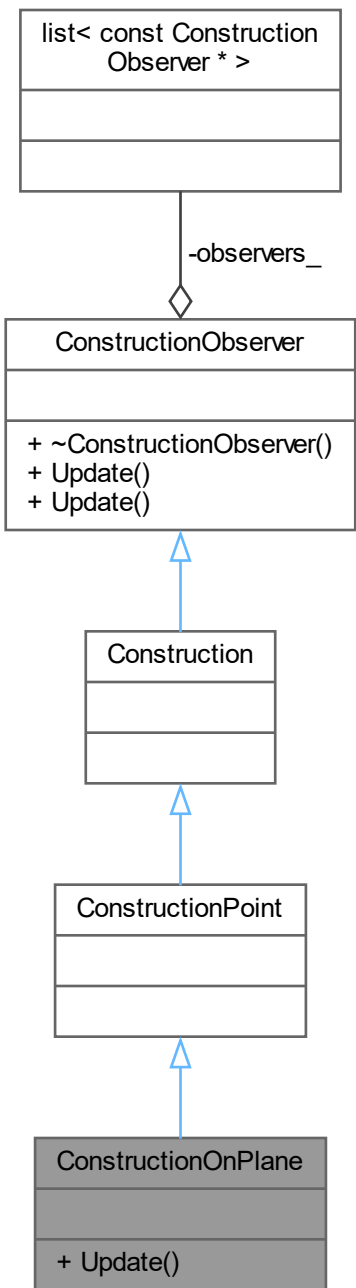 list< const Construction
Observer * >
-observers_
ConstructionObserver
+ ~ConstructionObserver()
+ Update()
+ Update()
Construction
ConstructionPoint
ConstructionOnPlane
+ Update()